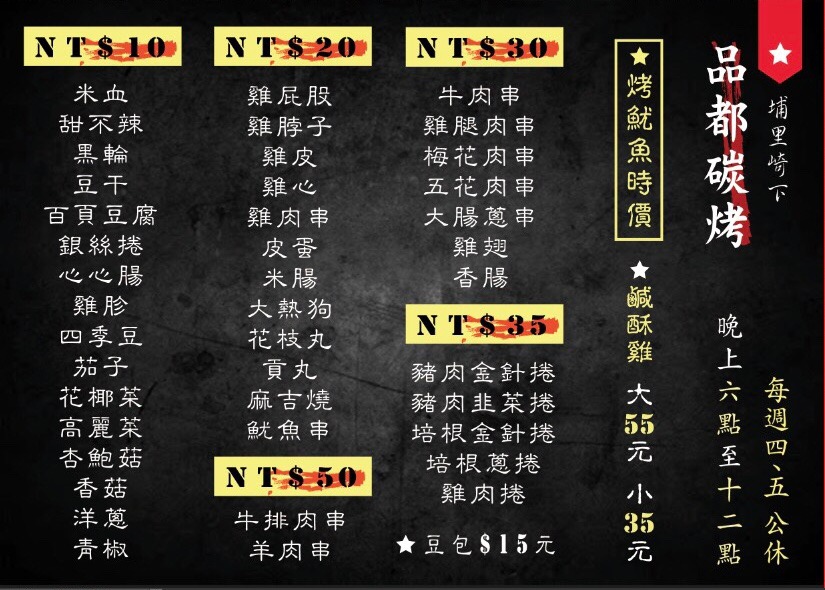 NT$10
米血
甜不辣
黑輪
豆干
百頁豆腐
銀絲捲
心心腸
雞胗
四季豆
茄子
花椰菜
高麗菜
杏鮑菇
香菇
洋蔥
青椒
NT$20
雞屁股
雞脖子
雞皮
雞心
雞肉串
皮蛋
米腸
大熱狗
花枝丸
貢丸
麻吉燒
魷魚串
NT$50
牛排肉串
羊肉串
NT$30
牛肉串
雞腿肉串
梅花肉串
五花肉串
大腸蔥串
雞翅
香腸
NT$35
豬肉金針捲
豬肉韭菜捲
培根金針捲
培根蔥捲
雞肉捲
★豆包$15元
★烤魷魚時價
★鹹酥雞 大55元 小35元
品都碳烤
埔里崎下
晚上六點至十二點
每週四、五公休